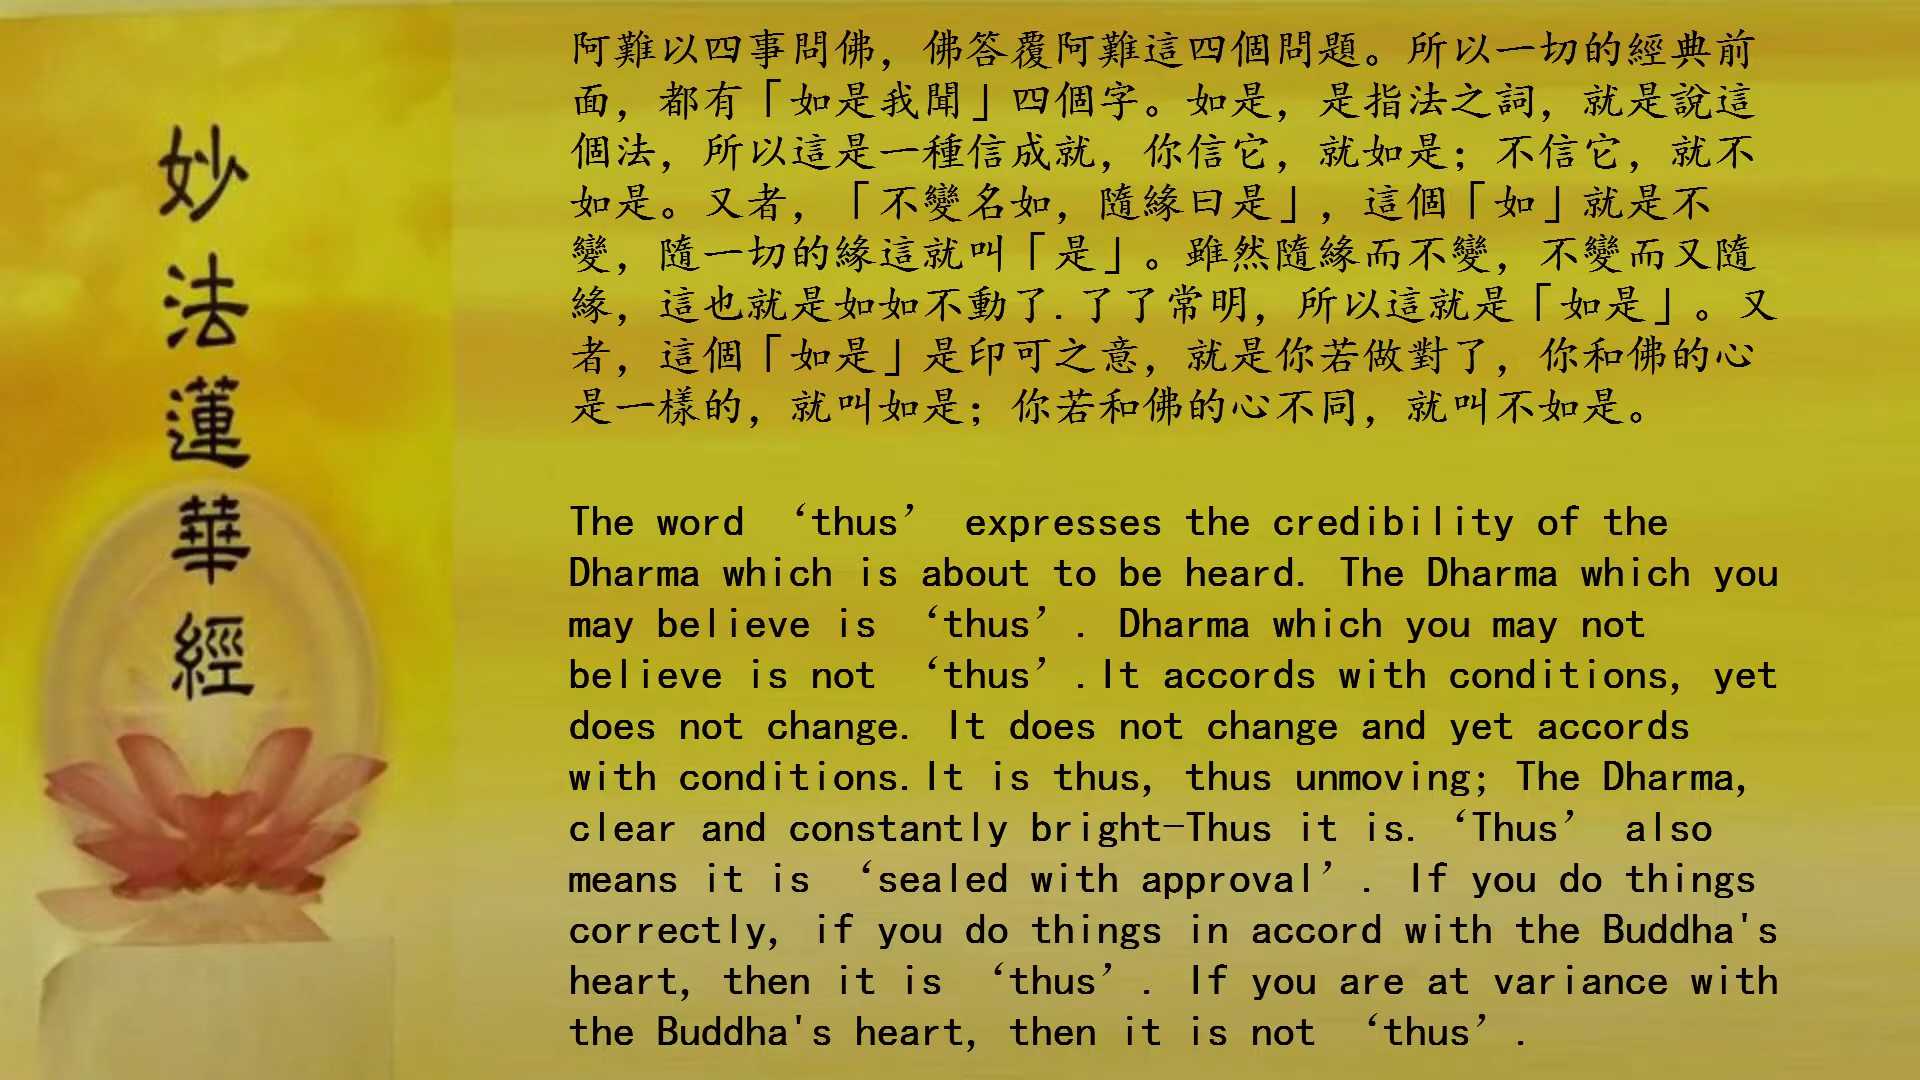 妙法蓮華經
阿難以四事問佛，佛答覆阿難這四個問題。所以一切的經典前
面，都有「如是我聞」四個字。如是，是指法之詞，就是說這
個法，所以這是一種信成就，你信它，就如是；不信它，就不
如是。又者，「不變名如，隨緣曰是」，這個「如」就是不
變，隨一切的緣這就叫「是」。雖然隨緣而不變，不變而又隨
緣，這也就是如如不動了.了了常明，所以這就是「如是」。又
者，這個「如是」是印可之意，就是你若做對了，你和佛的心
是一樣的，就叫如是；你若和佛的心不同，就叫不如是。
The word ‘thus’ expresses the credibility of the
Dharma which is about to be heard. The Dharma which you
may believe is ‘thus’. Dharma which you may not
believe is not ‘thus’.It accords with conditions, yet
does not change. It does not change and yet accords
with conditions.It is thus, thus unmoving; The Dharma,
clear and constantly bright—Thus it is.‘Thus’ also
means it is ‘sealed with approval’. If you do things
correctly, if you do things in accord with the Buddha's
heart, then it is ‘thus’. If you are at variance with
the Buddha's heart, then it is not ‘thus’.